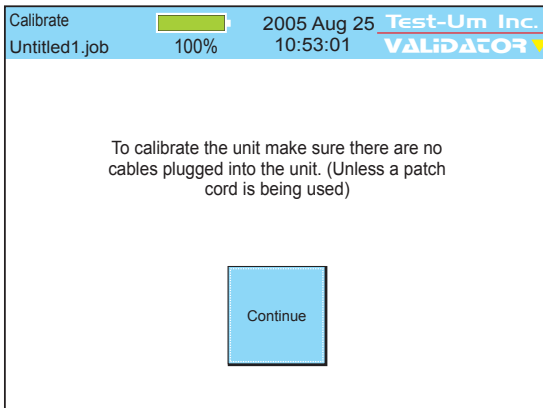 Calibrate
Untitled1.job
100%
2005 Aug 25
10:53:01
Test-Um Inc.
VALiDATOR
To calibrate the unit make sure there are no
cables plugged into the unit. (Unless a patch
cord is being used)
Continue